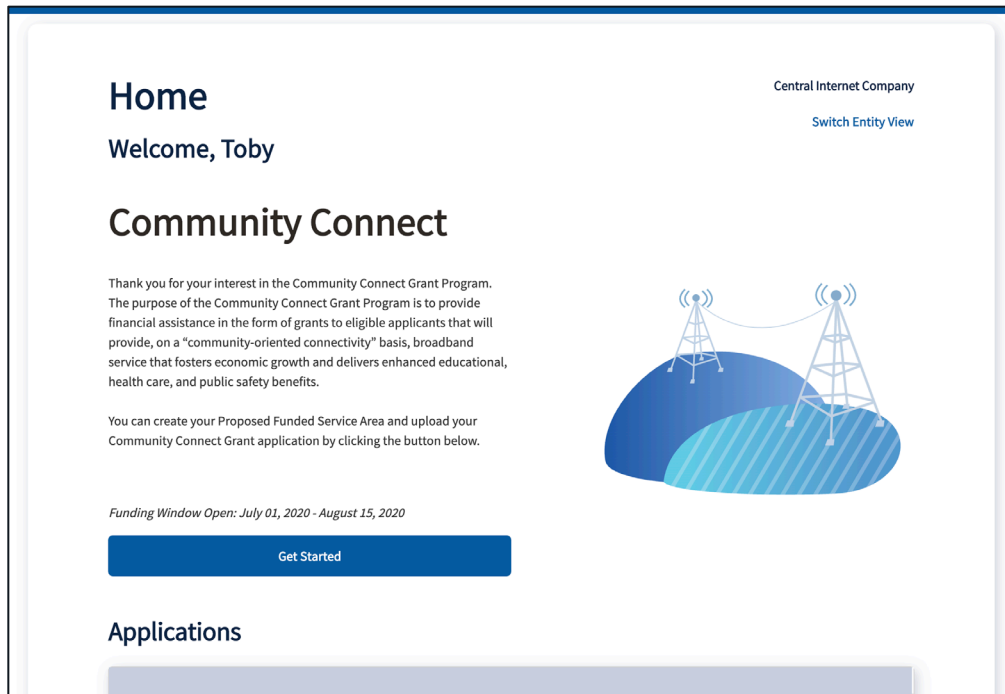 Home
Central Internet Company
Switch Entity View
Welcome, Toby
Community Connect
Thank you for your interest in the Community Connect Grant Program.
The purpose of the Community Connect Grant Program is to provide
financial assistance in the form of grants to eligible applicants that will
provide, on a “community-oriented connectivity” basis, broadband
service that fosters economic growth and delivers enhanced educational,
health care, and public safety benefits.
You can create your Proposed Funded Service Area and upload your
Community Connect Grant application by clicking the button below.
Funding Window Open: July 01, 2020 - August 15, 2020
Get Started
Applications